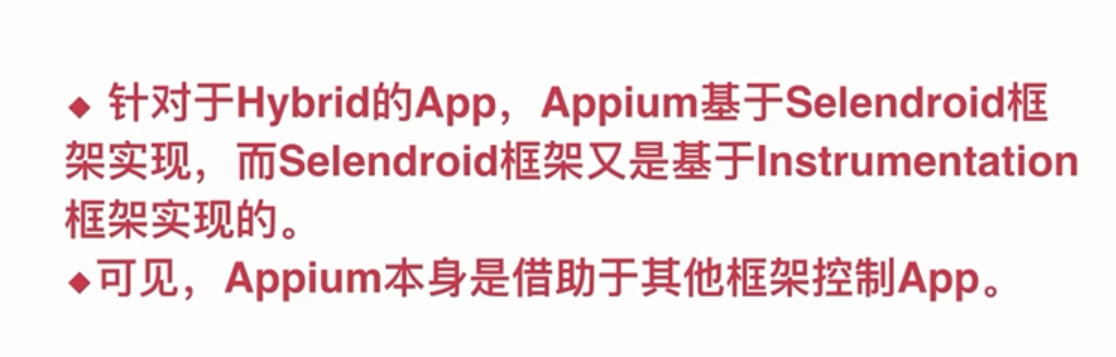 ◆ 针对于Hybrid的App，Appium基于Selendroid框
架实现，而Selendroid框架又是基于Instrumentation
框架实现的。
◆可见，Appium本身是借助于其他框架控制App。